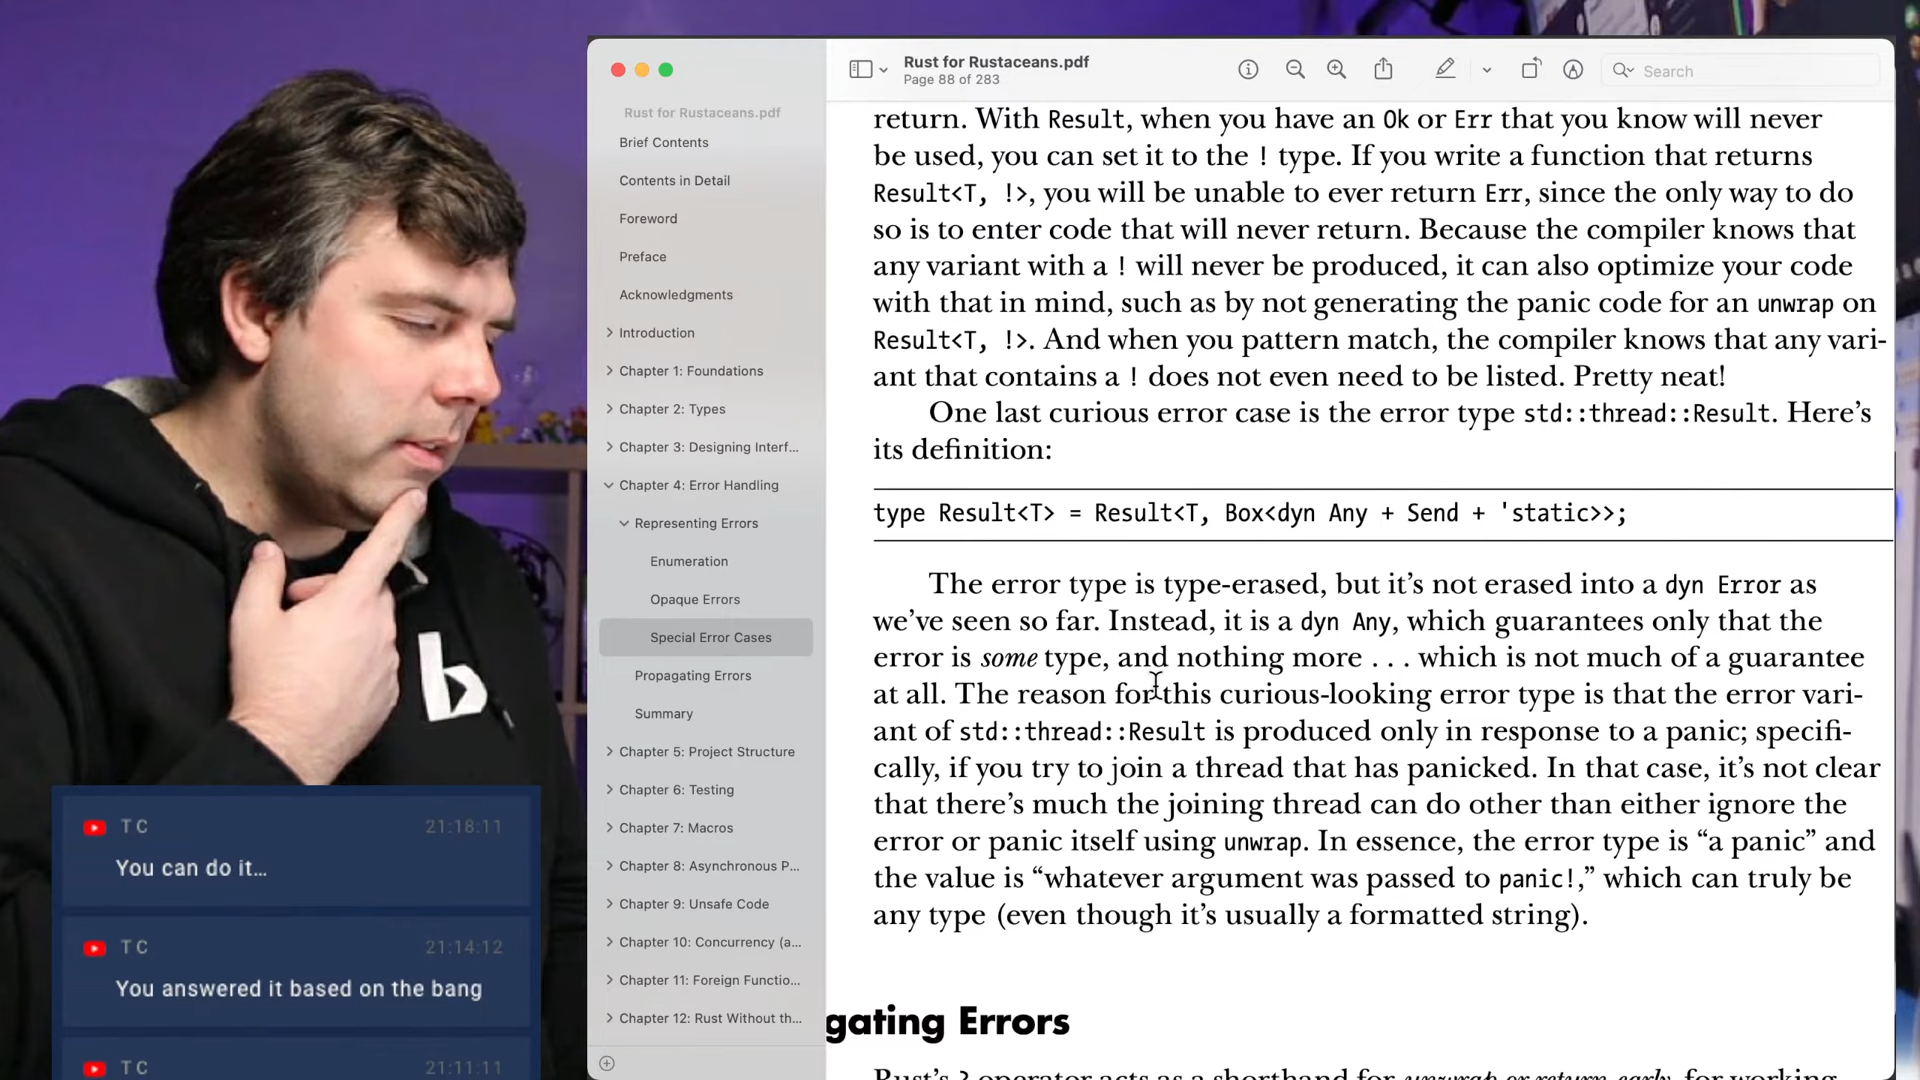 Rust for Rustaceans.pdf
Page 88 of 283
Search
Rust for Rustaceans.pdf
Brief Contents
Contents in Detail
Foreword
Preface
Acknowledgments
Introduction
Chapter 1: Foundations
Chapter 2: Types
Chapter 3: Designing Interf...
Chapter 4: Error Handling
Representing Errors
Enumeration
Opaque Errors
Special Error Cases
Propagating Errors
Summary
Chapter 5: Project Structure
Chapter 6: Testing
Chapter 7: Macros
Chapter 8: Asynchronous P...
Chapter 9: Unsafe Code
Chapter 10: Concurrency (a...
Chapter 11: Foreign Functio...
Chapter 12: Rust Without th...
return. With Result, when you have an Ok or Err that you know will never
be used, you can set it to the ! type. If you write a function that returns
Result<T, !>, you will be unable to ever return Err, since the only way to do
so is to enter code that will never return. Because the compiler knows that
any variant with a ! will never be produced, it can also optimize your code
with that in mind, such as by not generating the panic code for an unwrap on
Result<T, !>. And when you pattern match, the compiler knows that any vari-
ant that contains a ! does not even need to be listed. Pretty neat!
One last curious error case is the error type std::thread::Result. Here’s
its definition:
type Result<T> = Result<T, Box<dyn Any + Send + 'static>>;
The error type is type-erased, but it’s not erased into a dyn Error as
we’ve seen so far. Instead, it is a dyn Any, which guarantees only that the
error is some type, and nothing more . . . which is not much of a guarantee
at all. The reason for this curious-looking error type is that the error vari-
ant of std::thread::Result is produced only in response to a panic; specifi-
cally, if you try to join a thread that has panicked. In that case, it’s not clear
that there’s much the joining thread can do other than either ignore the
error or panic itself using unwrap. In essence, the error type is “a panic” and
the value is “whatever argument was passed to panic!,” which can truly be
any type (even though it’s usually a formatted string).
gating Errors
Rust’s ? operator acts as a shorthand for unwrap or return early, for working
b
T C 21:18:11
You can do it...
T C 21:14:12
You answered it based on the bang
T C 21:11:11